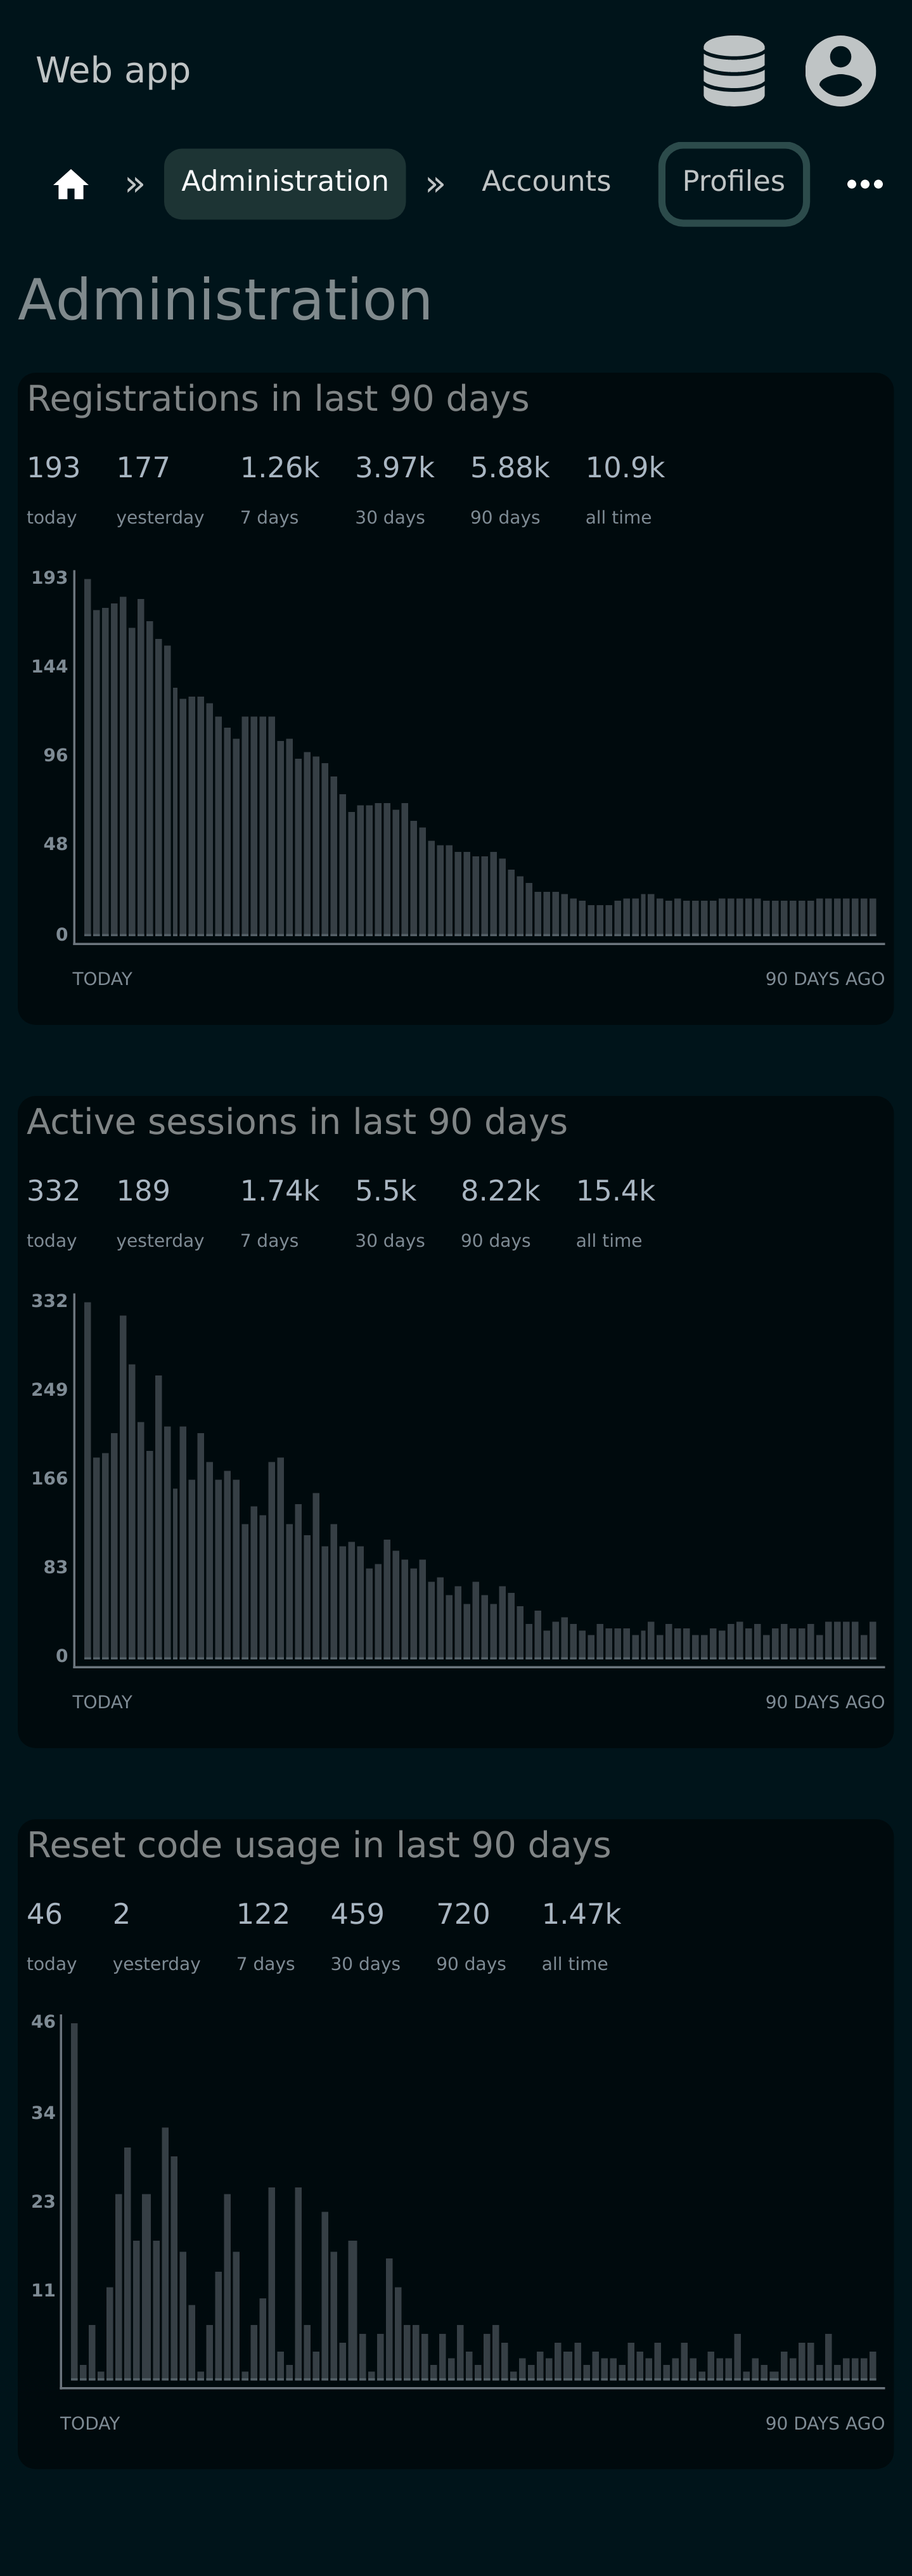 Web app
» Administration » Accounts Profiles
Administration
Registrations in last 90 days
193 177 1.26k 3.97k 5.88k 10.9k
today yesterday 7 days 30 days 90 days all time
193
144
96
48
0
TODAY 90 DAYS AGO
Active sessions in last 90 days
332 189 1.74k 5.5k 8.22k 15.4k
today yesterday 7 days 30 days 90 days all time
332
249
166
83
0
TODAY 90 DAYS AGO
Reset code usage in last 90 days
46 2 122 459 720 1.47k
today yesterday 7 days 30 days 90 days all time
46
34
23
11
TODAY 90 DAYS AGO